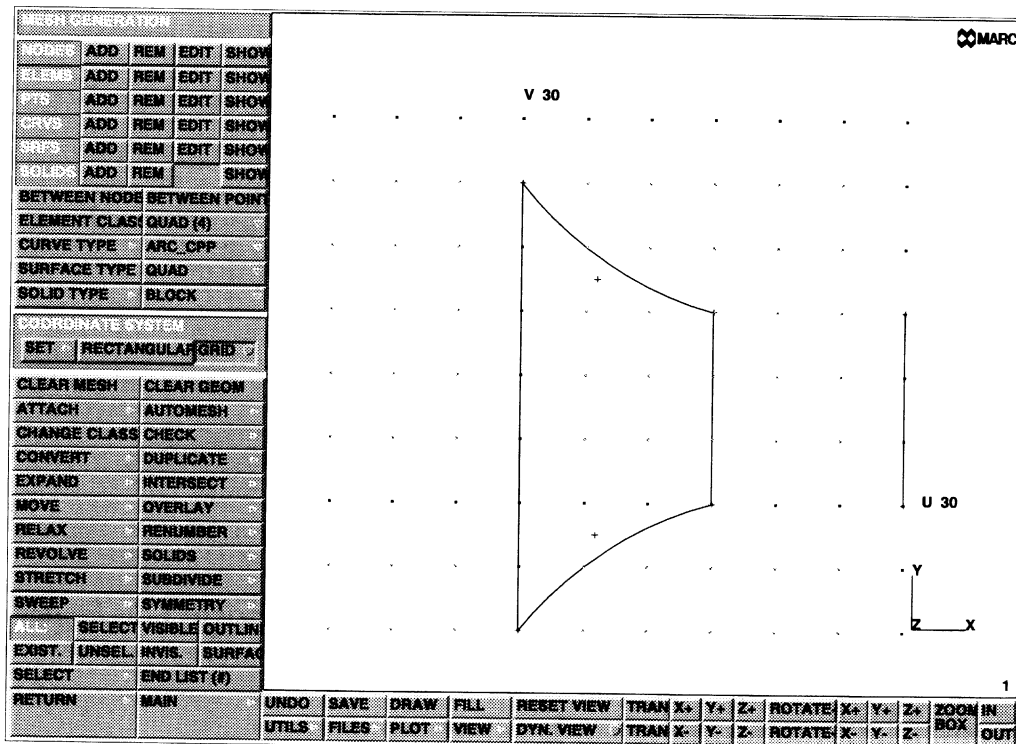 MESH GENERATION
NODES ADD REM EDIT SHOW
ELEMS ADD REM EDIT SHOW
PTS ADD REM EDIT SHOW
CRVS ADD REM EDIT SHOW
SRFS ADD REM EDIT SHOW
SOLIDS ADD REM SHOW
BETWEEN NODE BETWEEN POINT
ELEMENT CLASS QUAD (4)
CURVE TYPE ARC_CPP
SURFACE TYPE QUAD
SOLID TYPE BLOCK
COORDINATE SYSTEM
SET RECTANGULAR GRID
CLEAR MESH CLEAR GEOM
ATTACH AUTOMESH
CHANGE CLASS CHECK
CONVERT DUPLICATE
EXPAND INTERSECT
MOVE OVERLAY
RELAX RENUMBER
REVOLVE SOLIDS
STRETCH SUBDIVIDE
SWEEP SYMMETRY
ALL: SELECT VISIBLE OUTLIN
EXIST. UNSEL. INVIS. SURFAC
SELECT END LIST (#)
RETURN MAIN
MARC
V 30
U 30
Y
Z X
1
UNDO SAVE DRAW FILL RESET VIEW TRAN X+ Y+ Z+ ROTATE X+ Y+ Z+ ZOOM IN
UTILS FILES PLOT VIEW DYN. VIEW TRAN X- Y- Z- ROTATE X- Y- Z- BOX OUT